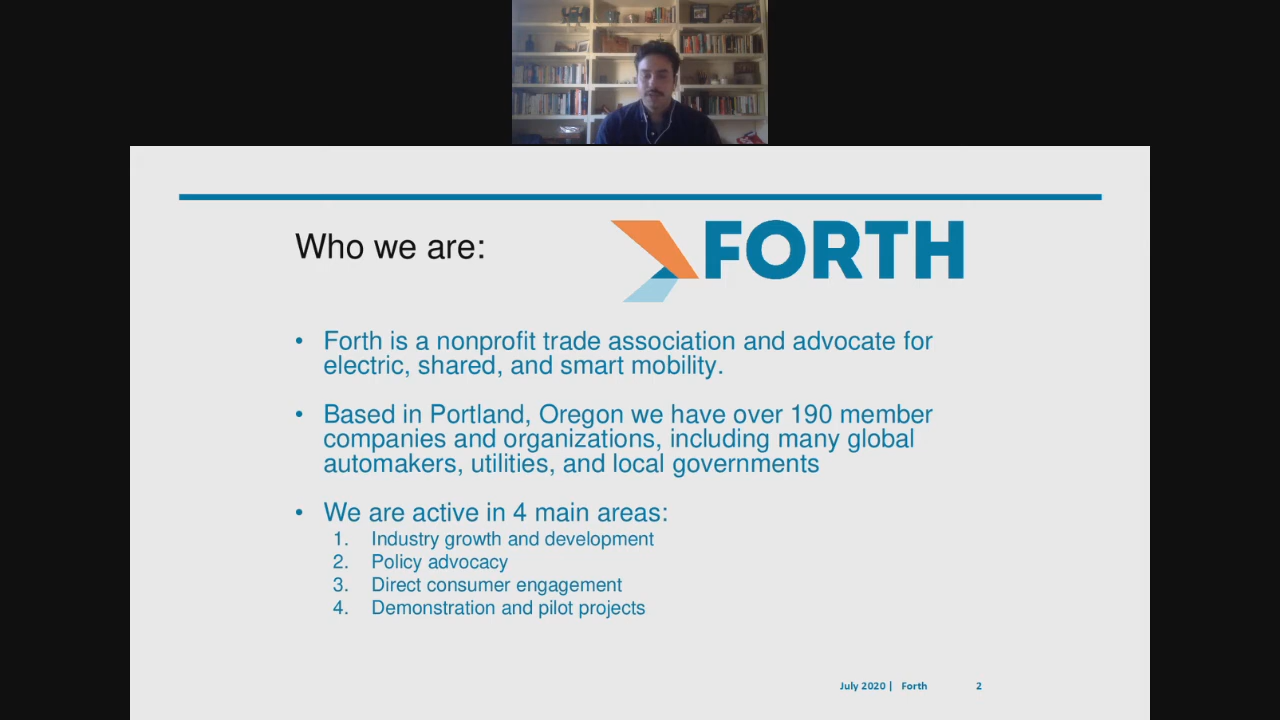 Who we are:
FORTH
• Forth is a nonprofit trade association and advocate for
electric, shared, and smart mobility.
• Based in Portland, Oregon we have over 190 member
companies and organizations, including many global
automakers, utilities, and local governments
• We are active in 4 main areas:
1. Industry growth and development
2. Policy advocacy
3. Direct consumer engagement
4. Demonstration and pilot projects
July 2020 | Forth 2